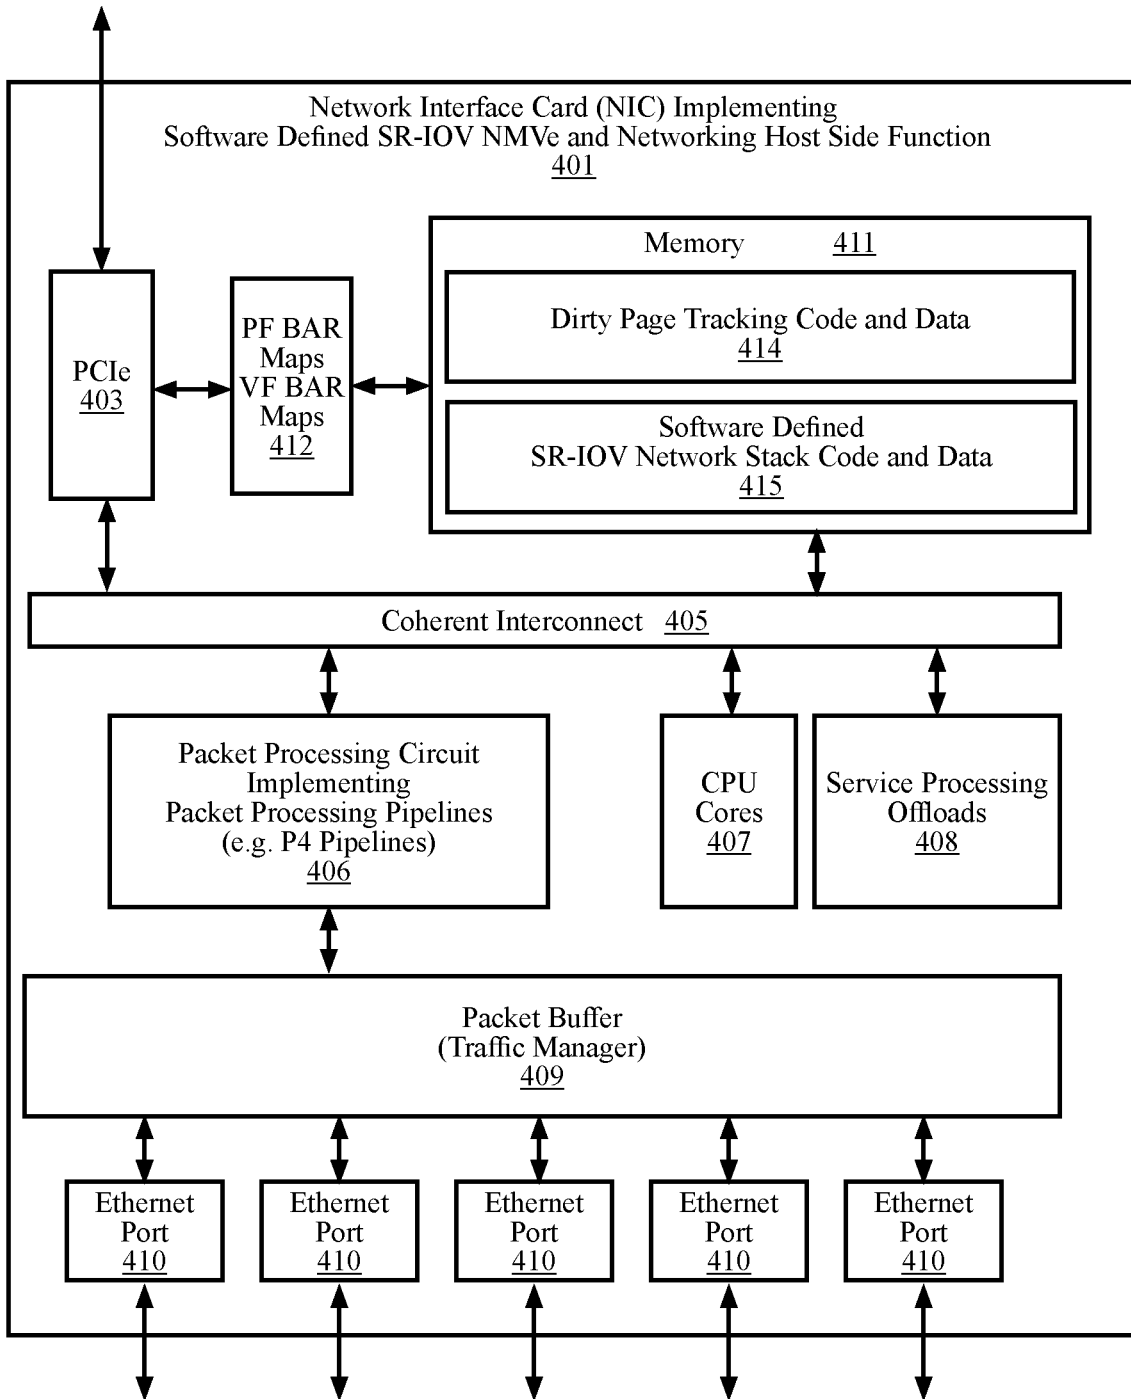 Network Interface Card (NIC) Implementing
Software Defined SR-IOV NMVe and Networking Host Side Function
401
Memory 411
Dirty Page Tracking Code and Data
414
Software Defined
SR-IOV Network Stack Code and Data
415
PCIe
403
PF BAR
Maps
VF BAR
Maps
412
Coherent Interconnect 405
Packet Processing Circuit
Implementing
Packet Processing Pipelines
(e.g. P4 Pipelines)
406
CPU
Cores
407
Service Processing
Offloads
408
Packet Buffer
(Traffic Manager)
409
Ethernet
Port
410
Ethernet
Port
410
Ethernet
Port
410
Ethernet
Port
410
Ethernet
Port
410